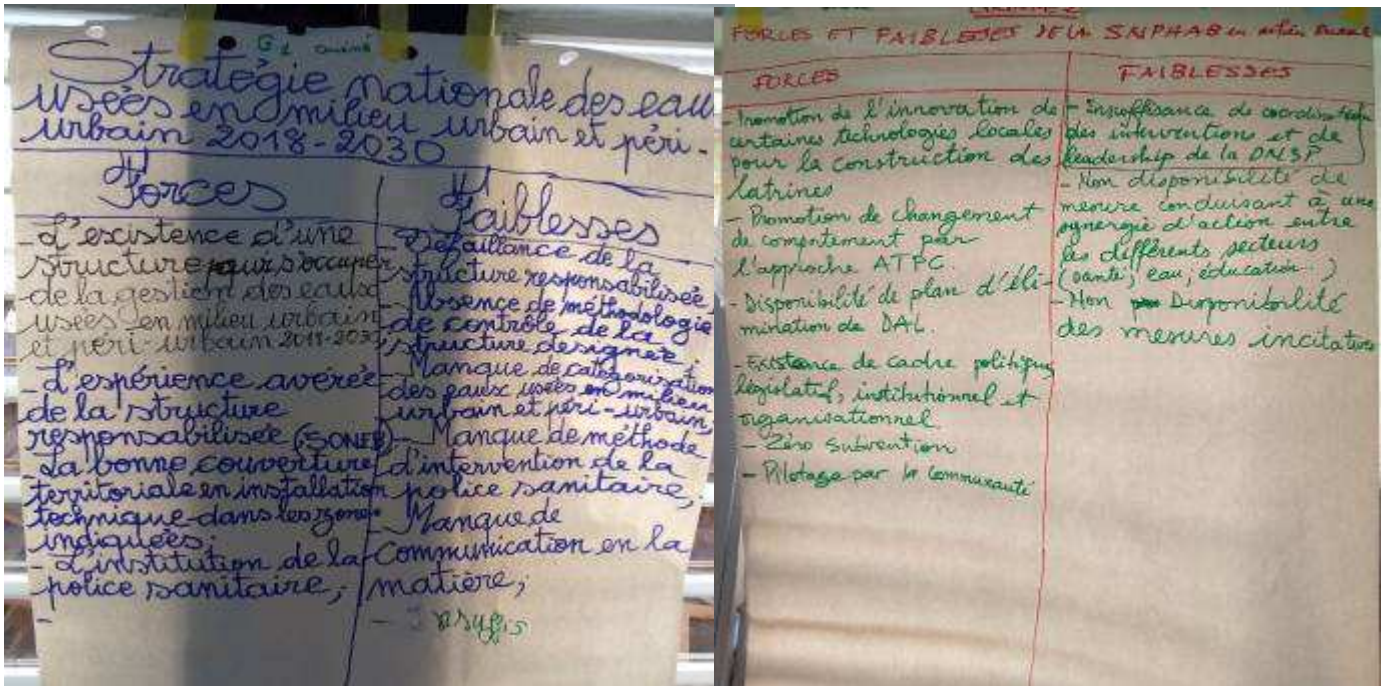 G1
Stratégie nationale des eau
usées en milieu urbain et péri-
urbain 2018-2030
Forces
- L'existence d'une
structure pour s'occuper
de la gestion des eaux
usées en milieu urbain
et péri-urbain
- L'expérience avérée
de la structure
responsabilisée (SONEB)
- La bonne couverture
territoriale en installation
technique dans les zones
indiquées;
- L'institution de la
police sanitaire;
-
Faiblesses
- Défaillance de la
structure responsabilisée
- Absence de méthodologie
de contrôle de la
structure designée;
- Manque de catégorisation
des eaux usées en milieu
urbain et péri-urbain,
- Manque de méthode
d'intervention de la
police sanitaire;
- Manque de
communication en la
matière;
FORCES ET FAIBLESSES DE LA en milieu
FORCES
- Promotion de l'innovation de
certaines technologies locales
pour la construction des
latrines
- Promotion de changement
de comportement par
l'approche ATPC.
- Disponibilité de plan d'éli-
mination de DAL.
- Existence de cadre politique,
législatif, institutionnel et
organisationnel
- Zéro subvention
- Pilotage par la communauté
FAIBLESSES
- Insuffisance de coordination
des interventions et de
leadership de la DNSP
- Non disponibilité de
mesure conduisant à une
synergie d'action entre
les différents secteurs
(santé, eau, éducation..)
- Non Disponibilité
des mesures incitatives